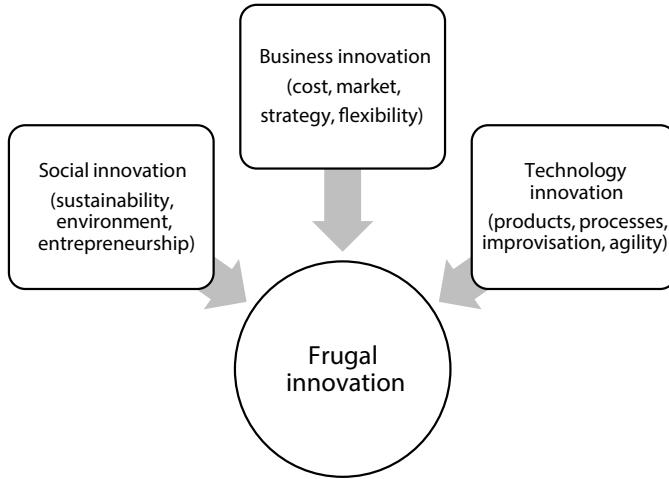 Business innovation
(cost, market,
strategy, flexibility)
Social innovation
(sustainability,
environment,
entrepreneurship)
Technology
innovation
(products, processes,
improvisation, agility)
Frugal
innovation